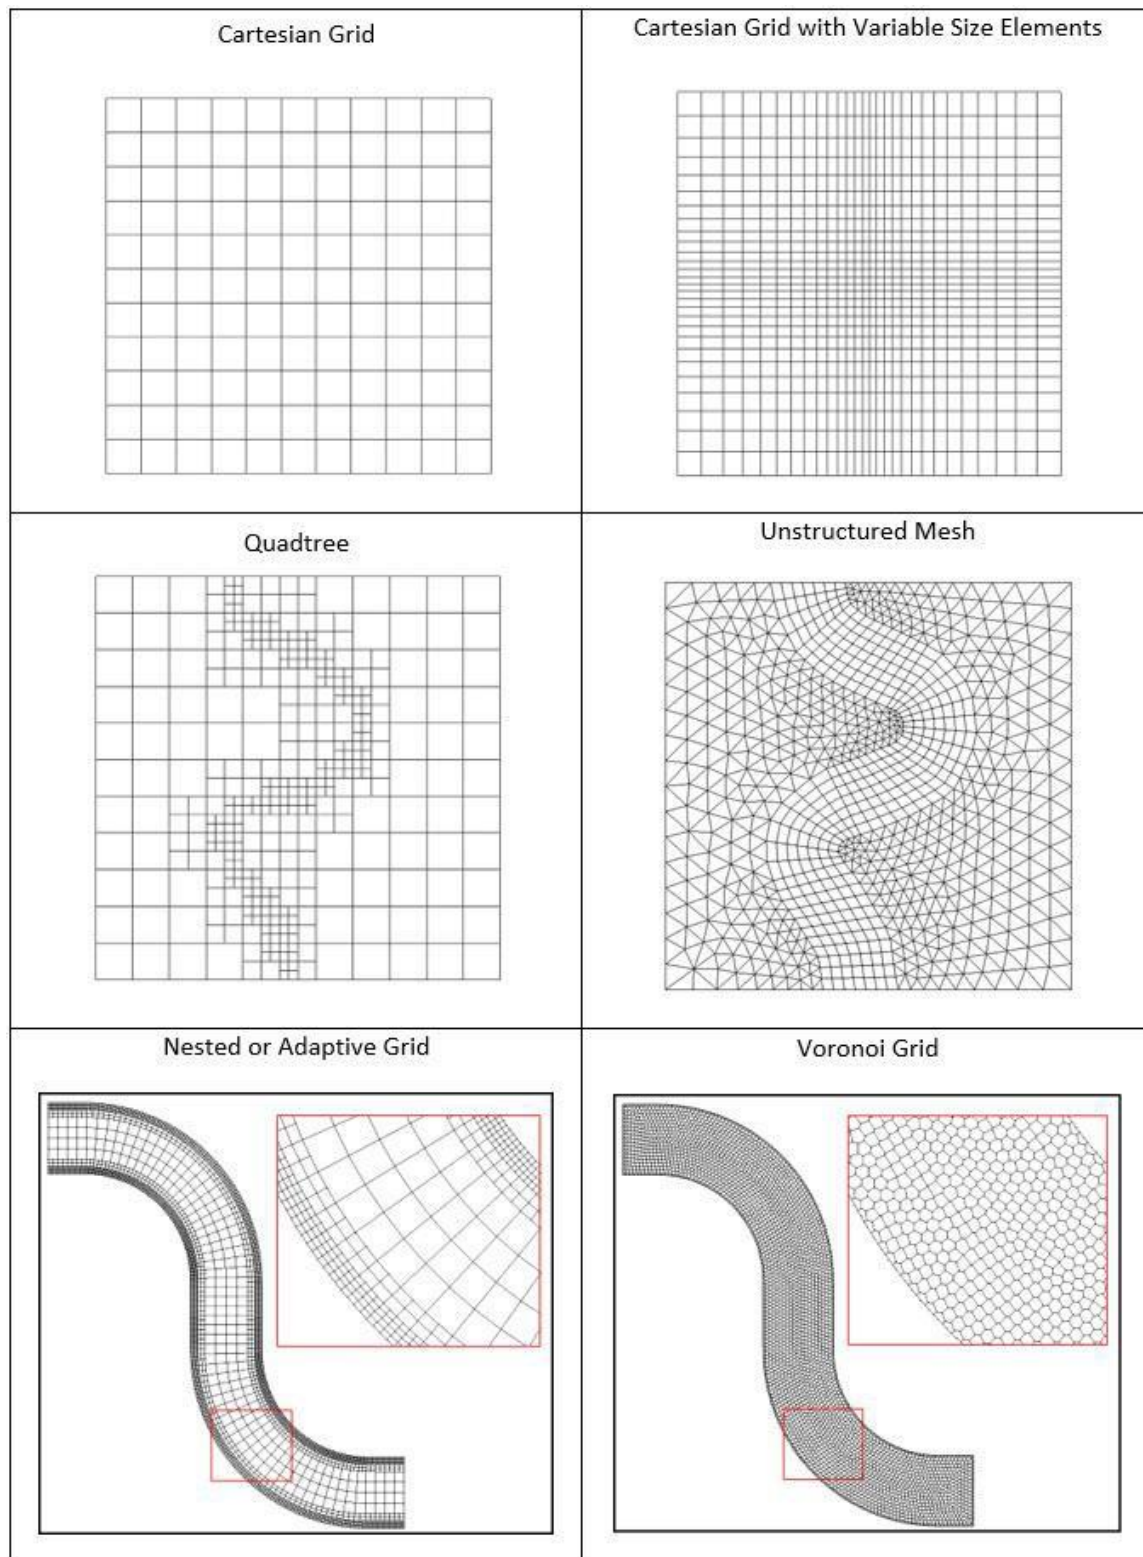 Cartesian Grid
Cartesian Grid with Variable Size Elements
Quadtree
Unstructured Mesh
Nested or Adaptive Grid
Voronoi Grid